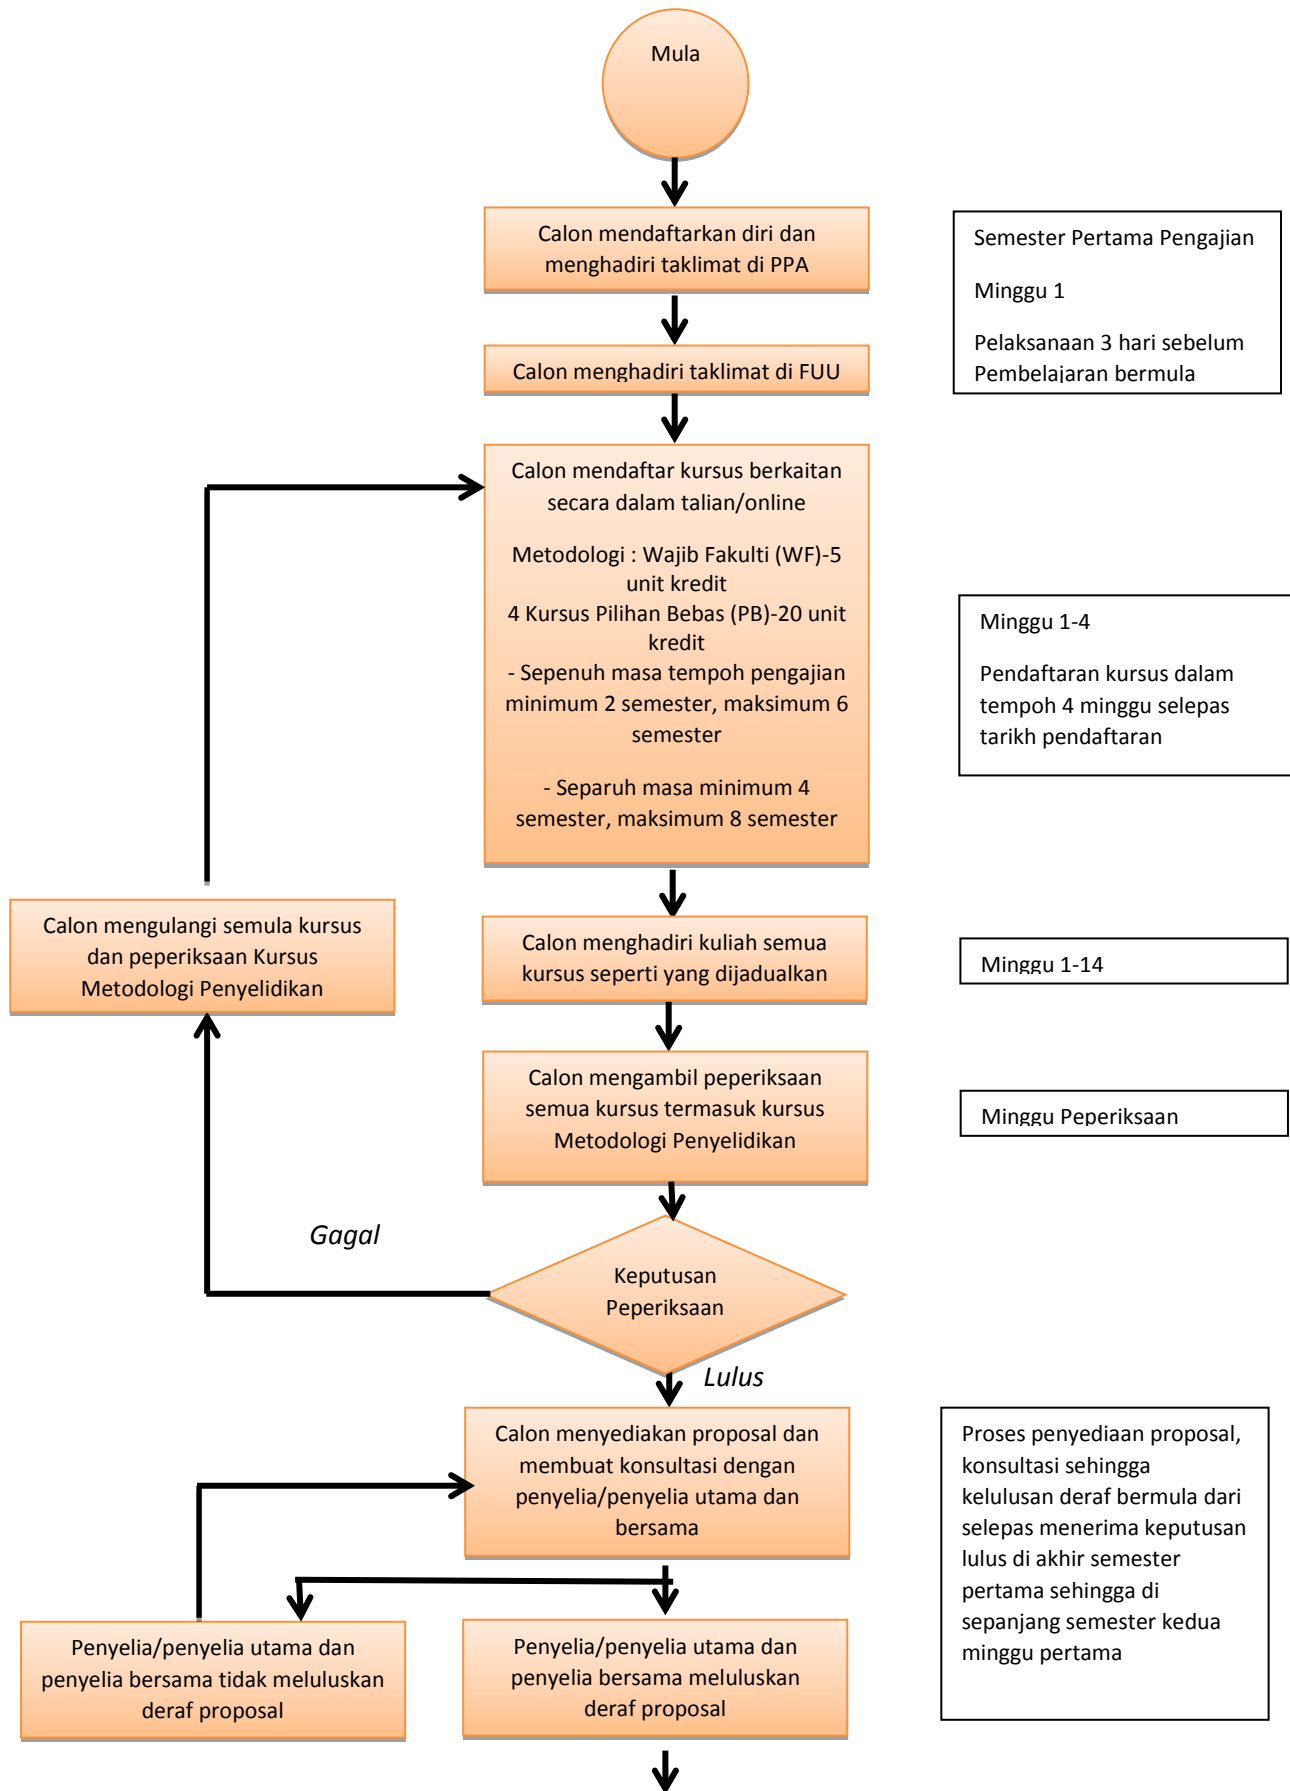 Mula
Calon mendaftarkan diri dan
menghadiri taklimat di PPA
Semester Pertama Pengajian
Minggu 1
Pelaksanaan 3 hari sebelum
Pembelajaran bermula
Calon menghadiri taklimat di FUU
Calon mendaftar kursus berkaitan
secara dalam talian/online
Metodologi : Wajib Fakulti (WF)-5
unit kredit
4 Kursus Pilihan Bebas (PB)-20 unit
kredit
- Sepenuh masa tempoh pengajian
minimum 2 semester, maksimum 6
semester
- Separuh masa minimum 4
semester, maksimum 8 semester
Minggu 1-4
Pendaftaran kursus dalam
tempoh 4 minggu selepas
tarikh pendaftaran
Calon mengulangi semula kursus
dan peperiksaan Kursus
Metodologi Penyelidikan
Calon menghadiri kuliah semua
kursus seperti yang dijadualkan
Minggu 1-14
Calon mengambil peperiksaan
semua kursus termasuk kursus
Metodologi Penyelidikan
Minggu Peperiksaan
Gagal
Keputusan
Peperiksaan
Lulus
Calon menyediakan proposal dan
membuat konsultasi dengan
penyelia/penyelia utama dan
bersama
Proses penyediaan proposal,
konsultasi sehingga
kelulusan deraf bermula dari
selepas menerima keputusan
lulus di akhir semester
pertama sehingga di
sepanjang semester kedua
minggu pertama
Penyelia/penyelia utama dan
penyelia bersama tidak meluluskan
deraf proposal
Penyelia/penyelia utama dan
penyelia bersama meluluskan
deraf proposal